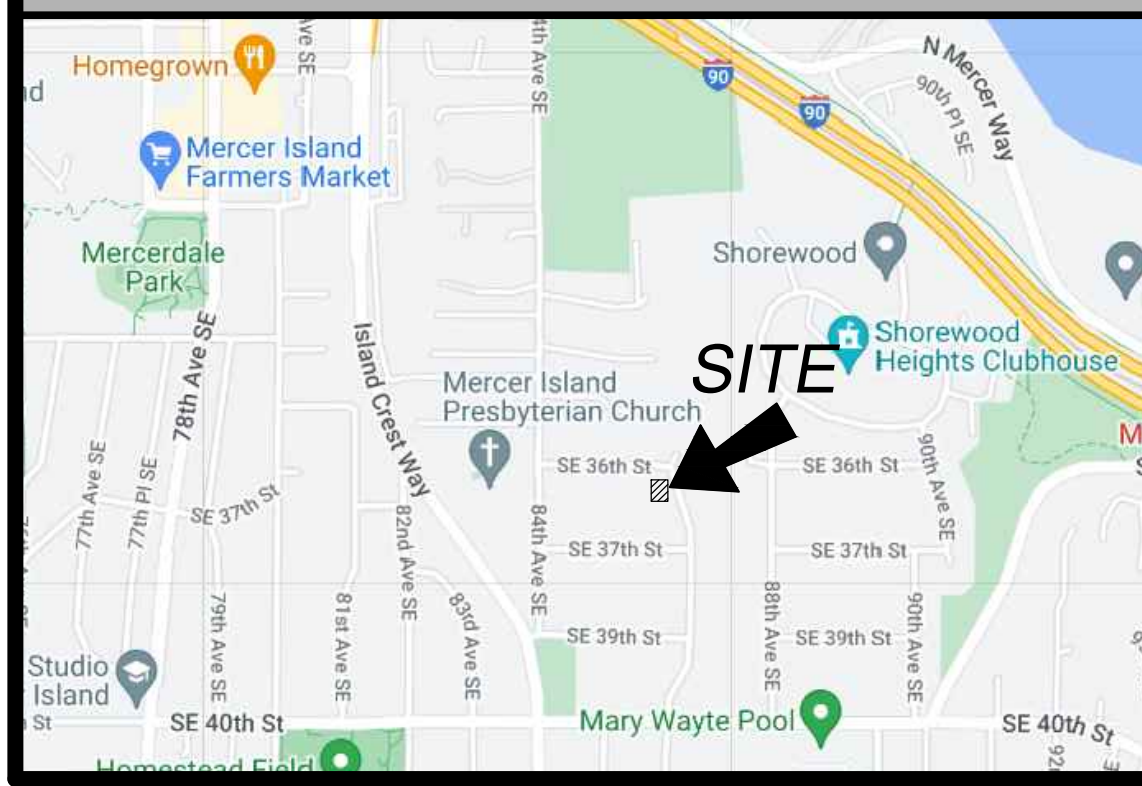 Homegrown
Ave SE
4th Ave SE
90
90
N Mercer Way
90th Pl SE
Mercer Island
Farmers Market
Mercerdale
Park
Shorewood
Shorewood
Heights Clubhouse
SITE
Island Crest Way
78th Ave SE
Mercer Island
Presbyterian Church
SE 36th St
SE 36th St
90th Ave SE
77th Ave SE
77th Pl SE
SE 37th St
82nd Ave SE
84th Ave SE
SE 37th St
SE 37th St
79th Ave SE
81st Ave SE
83rd Ave SE
88th Ave SE
90th Ave SE
SE 39th St
SE 39th St
Studio
Island
St
SE 40th St
Mary Wayte Pool
SE 40th St
Homestead Field